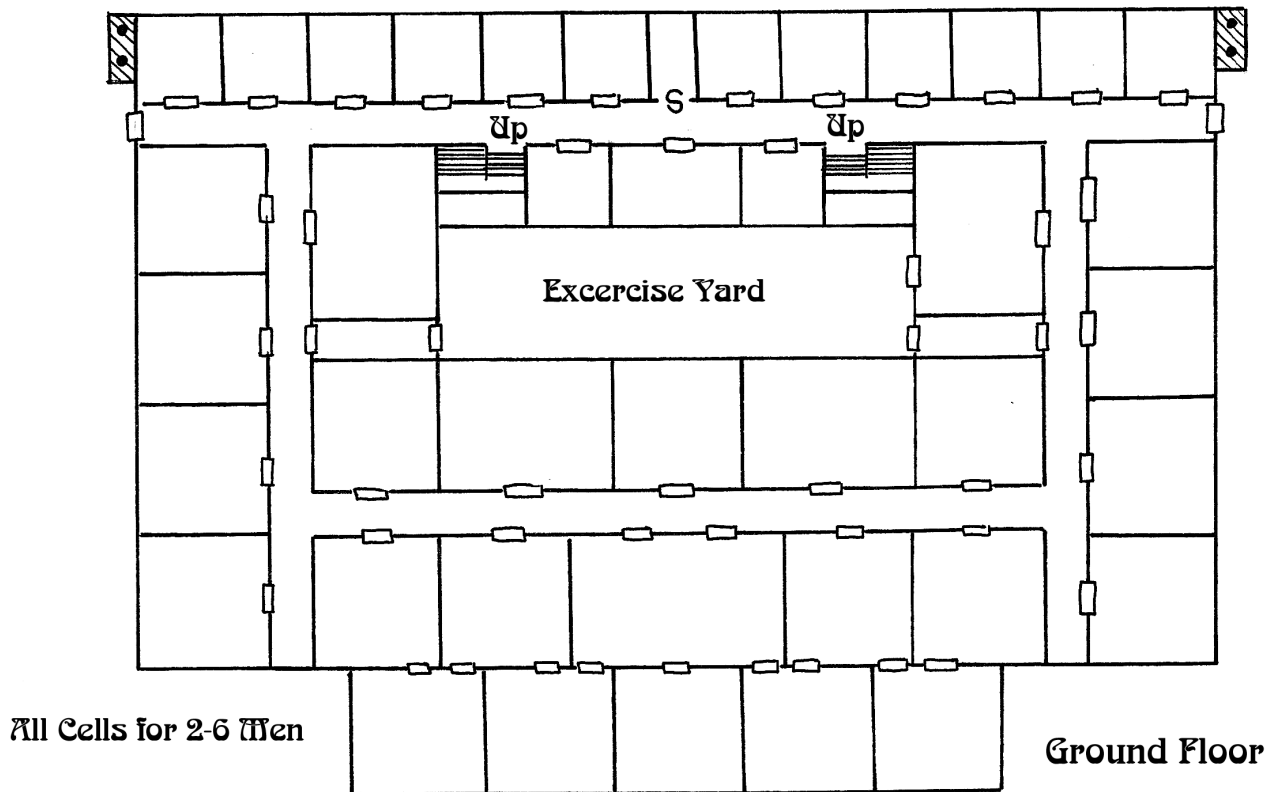 S
Up
Up
Excercise Yard
All Cells for 2-6 Men
Ground Floor